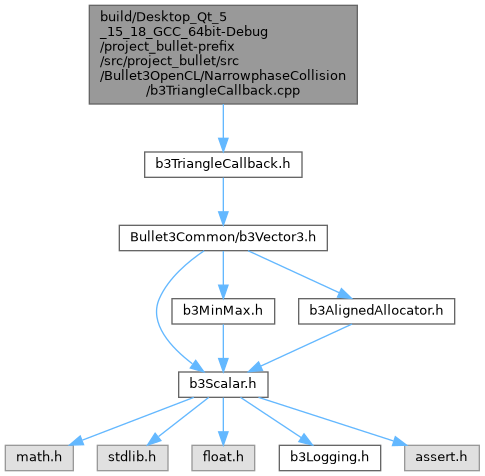 build/Desktop_Qt_5
_15_18_GCC_64bit-Debug
/project_bullet-prefix
/src/project_bullet/src
/Bullet3OpenCL/NarrowphaseCollision
/b3TriangleCallback.cpp
b3TriangleCallback.h
Bullet3Common/b3Vector3.h
b3MinMax.h
b3AlignedAllocator.h
b3Scalar.h
math.h
stdlib.h
float.h
b3Logging.h
assert.h